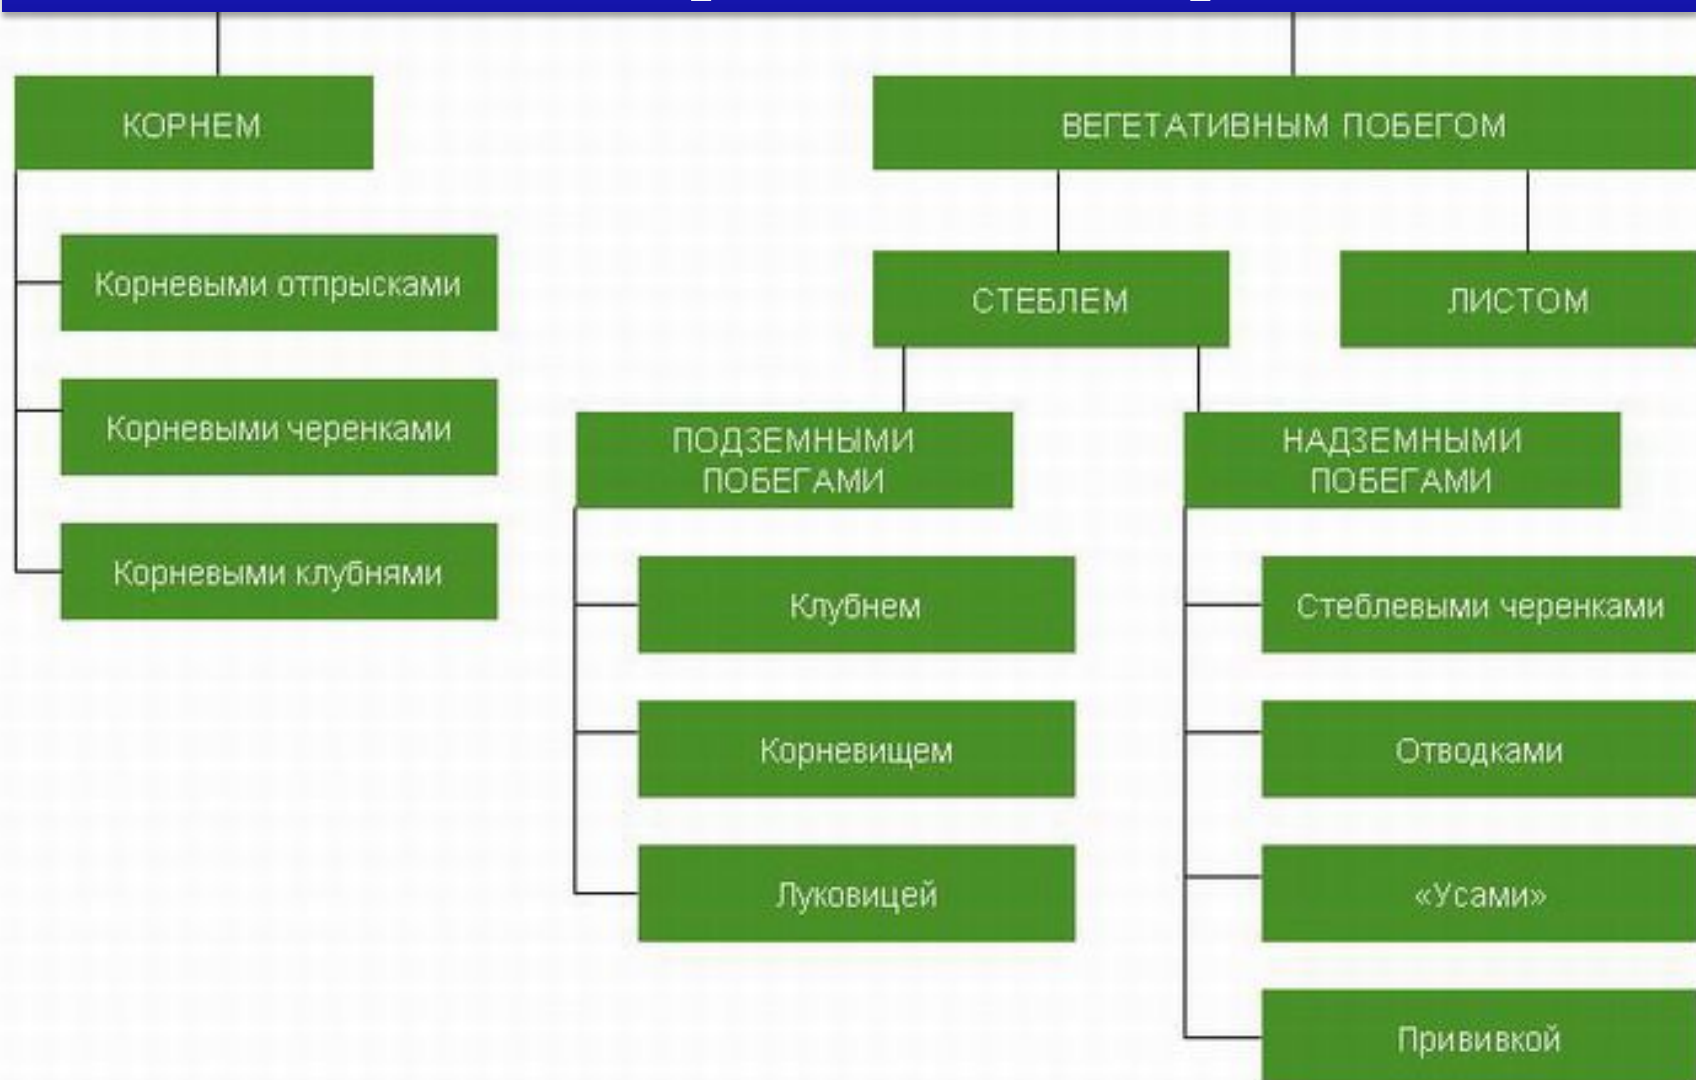 КОРНЕМ
Корневыми отпрысками
Корневыми черенками
Корневыми клубнями
ВЕГЕТАТИВНЫМ ПОБЕГОМ
СТЕБЛЕМ
ЛИСТОМ
ПОДЗЕМНЫМИ
ПОБЕГАМИ
Клубнем
Корневищем
Луковицей
НАДЗЕМНЫМИ
ПОБЕГАМИ
Стеблевыми черенками
Отводками
«Усами»
Прививкой